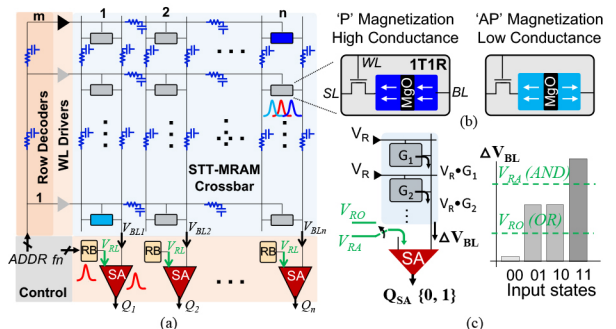 m
1
2
n
Row Decoders
WL Drivers
1
STT-MRAM
Crossbar
V_BL1
V_BL2
V_BLn
ADDR fn
RB
V_RL
RB
V_RL
RB
Control
SA
SA
SA
Q_1
Q_2
Q_n
(a)
'P' Magnetization
High Conductance
'AP' Magnetization
Low Conductance
WL
1T1R
SL
MgO
BL
MgO
(b)
V_R
G_1
V_R•G_1
V_R
G_2
V_R•G_2
V_RO
V_RA
ΔV_BL
SA
Q_SA {0, 1}
ΔV_BL
V_RA (AND)
V_RO (OR)
00 01 10 11
Input states
(c)